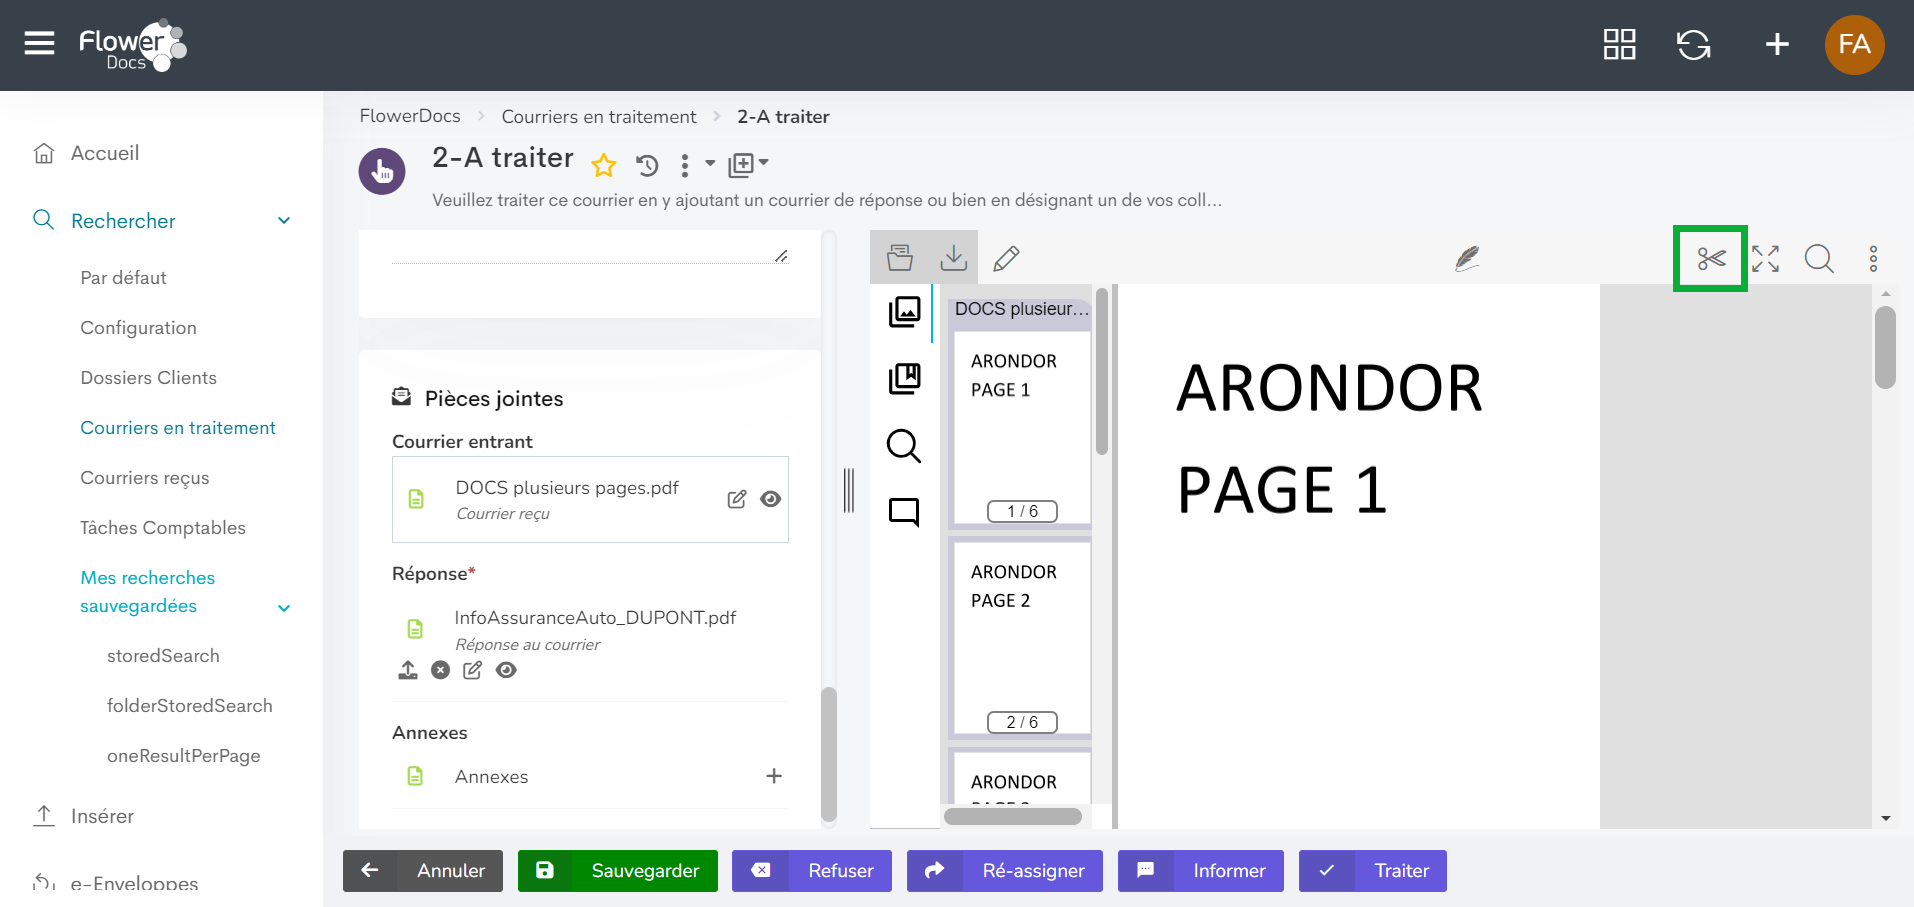 Flower
Docs
FA
Accueil
Rechercher
Par défaut
Configuration
Dossiers Clients
Courriers en traitement
Courriers reçus
Tâches Comptables
Mes recherches
sauvegardées
storedSearch
folderStoredSearch
oneResultPerPage
Insérer
e-Enveloppes
FlowerDocs > Courriers en traitement > 2-A traiter
2-A traiter
Veuillez traiter ce courrier en y ajoutant un courrier de réponse ou bien en désignant un de vos coll...
Pièces jointes
Courrier entrant
DOCS plusieurs pages.pdf
Courrier reçu
Réponse*
InfoAssuranceAuto_DUPONT.pdf
Réponse au courrier
Annexes
Annexes
DOCS plusieur...
ARONDOR
PAGE 1
1 / 6
ARONDOR
PAGE 2
2 / 6
ARONDOR
ARONDOR
PAGE 1
Annuler
Sauvegarder
Refuser
Ré-assigner
Informer
Traiter